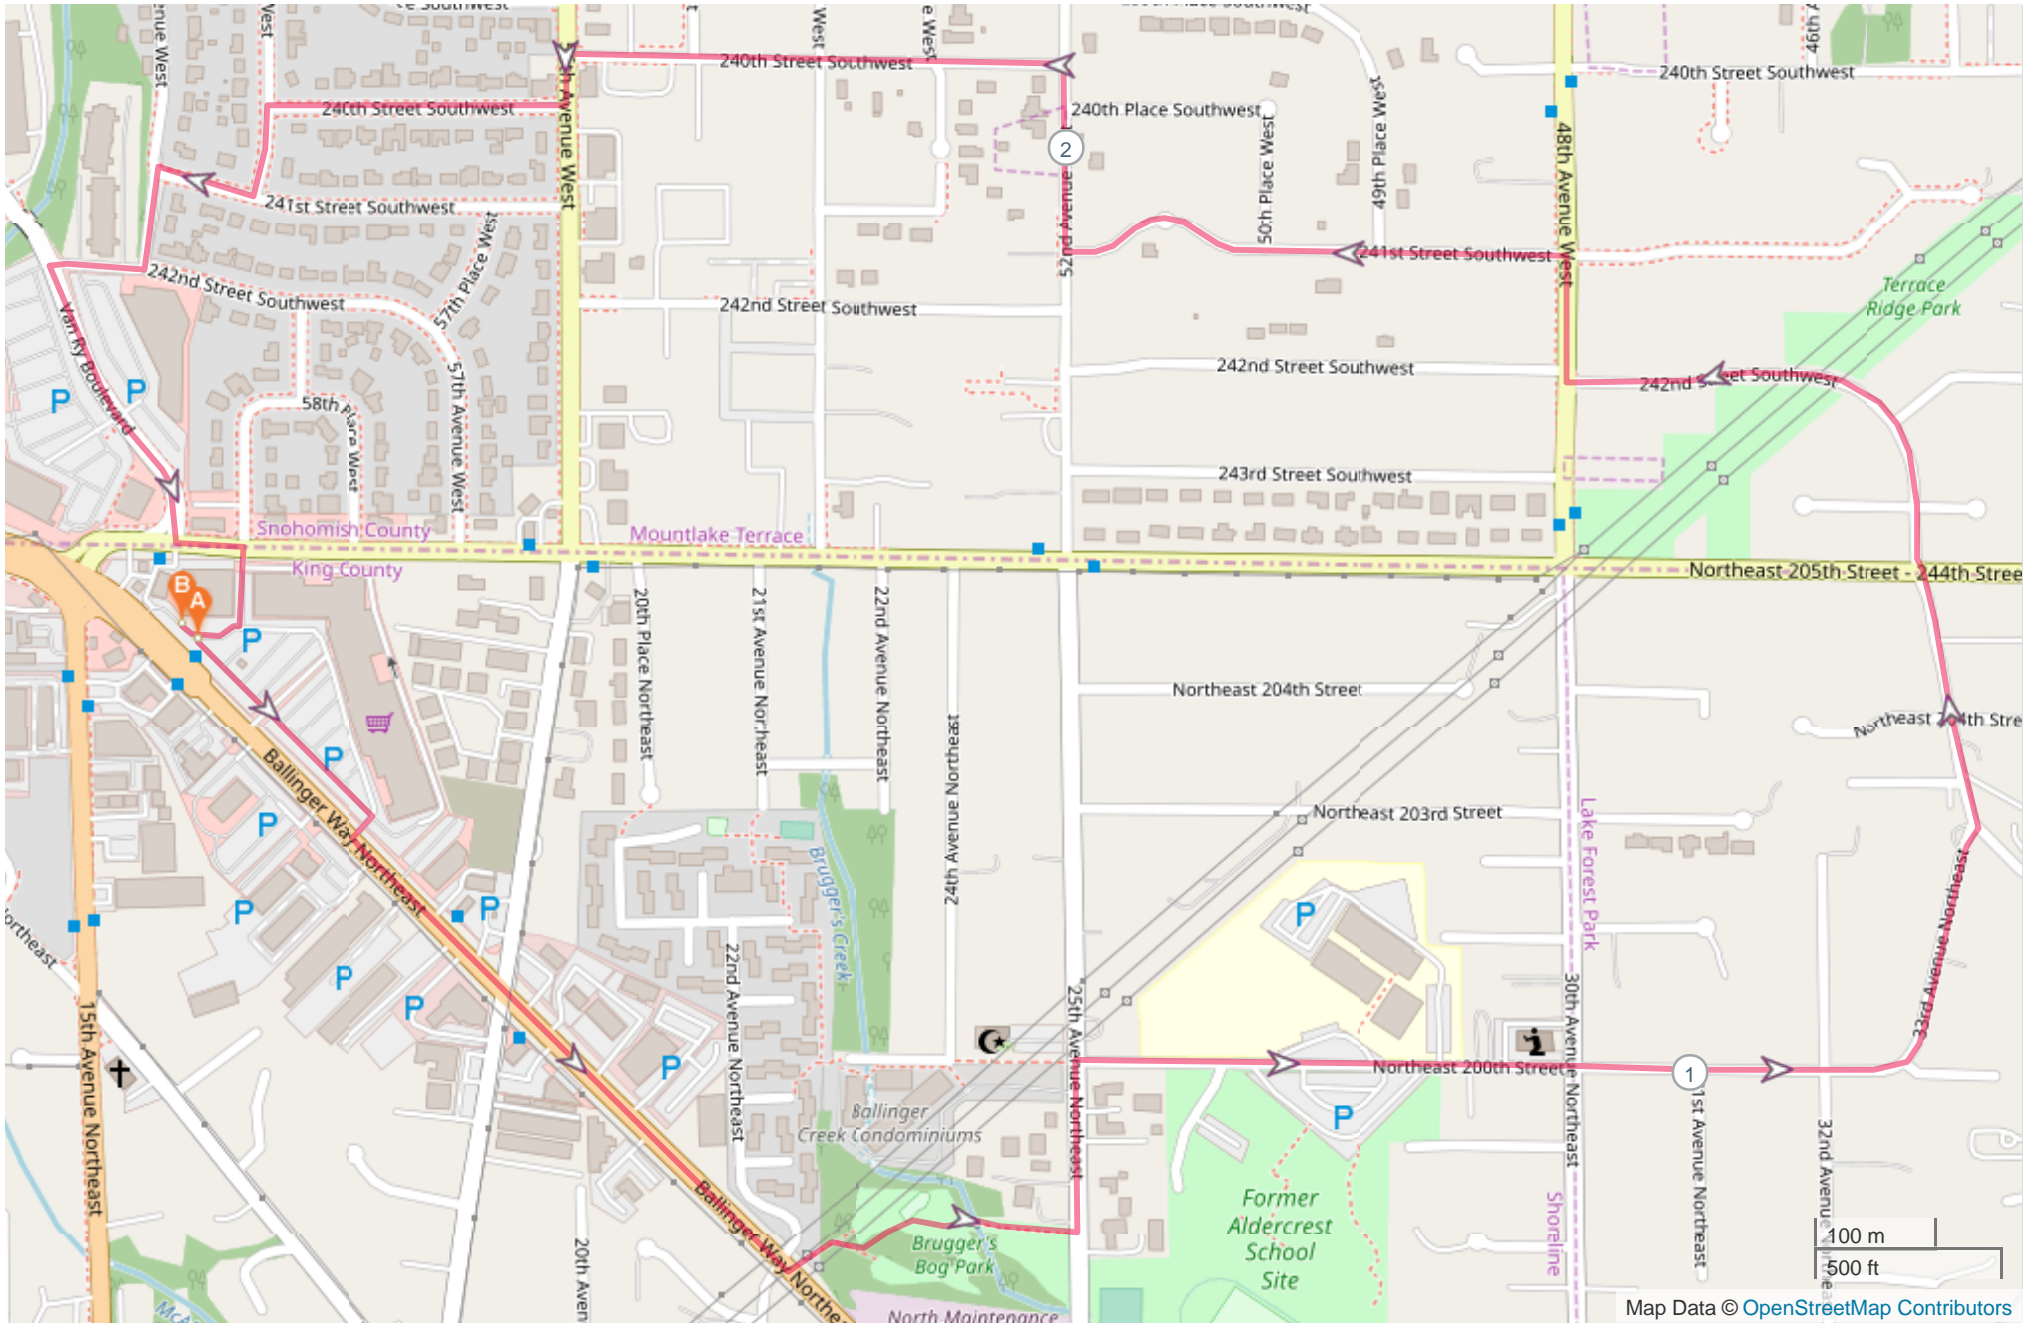 240th Street Southwest
240th Street Southwest
240th Street Southwest
240th Place Southwest
241st Street Southwest
241st Street Southwest
242nd Street Southwest
242nd Street Southwest
242nd Street Southwest
243rd Street Southwest
2
50th Place West
49th Place West
48th Avenue West
57th Place West
57th Avenue West
58th Place West
Van Ry Boulevard
Terrace
Ridge Park
P
P
Snohomish County
King County
Mountlake Terrace
Northeast 205th Street - 244th Stree
B
A
P
P
P
P
P
P
P
P
20th Place Northeast
21st Avenue Northeast
22nd Avenue Northeast
24th Avenue Northeast
Northeast 204th Street
Northeast 203rd Street
Lake Forest Park
Ballinger Way Northeast
Brugger's Creek
22nd Avenue Northeast
25th Avenue Northeast
P
30th Avenue Northeast
33rd Avenue Northeast
Northeast 200th Street
1
P
15th Avenue Northeast
Ballinger
Creek Condominiums
Ballinger Way Northe
Brugger's
Bog Park
North Maintenance
Former
Aldercrest
School
Site
Shoreline
1st Avenue Northeast
32nd Avenue Northea
20th Aven
100 m
500 ft
Map Data © OpenStreetMap Contributors